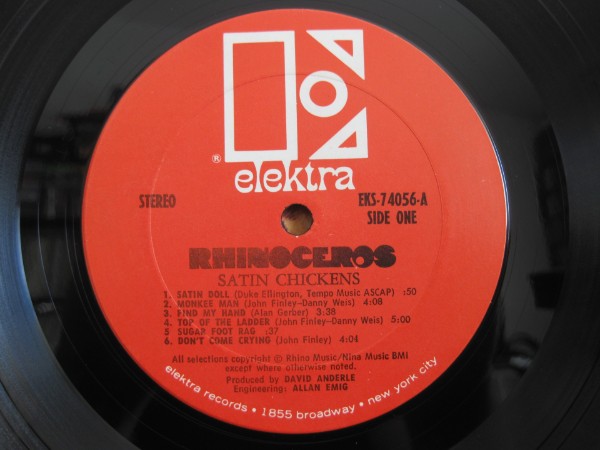 ® elektra
STEREO
EKS-74056-A
SIDE ONE
RHINOCEROS
SATIN CHICKENS
1. SATIN DOLL (Duke Ellington, Tempo Music ASCAP) :50
2. MONKEE MAN (John Finley-Danny Weis) 4:08
3. FIND MY HAND (Alan Gerber) 3:38
4. TOP OF THE LADDER (John Finley-Danny Weis) 5:00
5 SUGAR FOOT RAG :37
6. DON'T COME CRYING (John Finley) 4:04
All selections copyright © Rhino Music/Nina Music BMI
except where otherwise noted.
Produced by DAVID ANDERLE
Engineering: ALLAN EMIG
elektra records • 1855 broadway • new york city